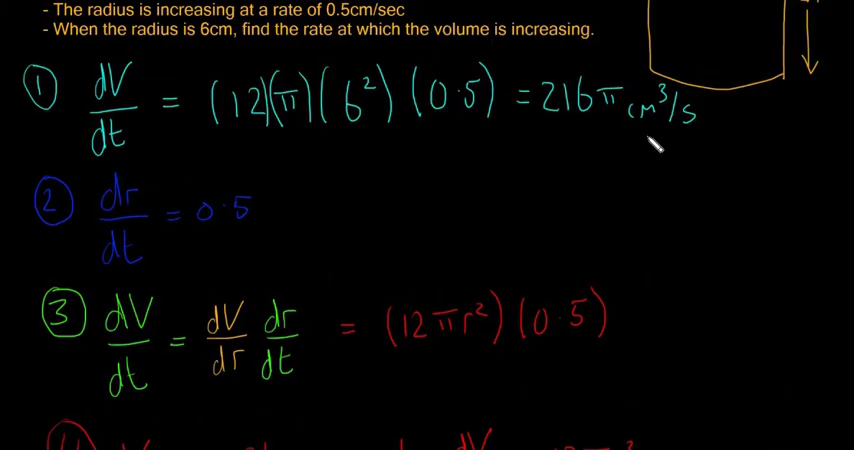 - The radius is increasing at a rate of 0.5cm/sec
- When the radius is 6cm, find the rate at which the volume is increasing.
① dV/dt = (12)(π)(6²)(0.5) = 216π cm³/s
② dr/dt = 0.5
③ dV/dt = dV/dr dr/dt = (12πr²)(0.5)